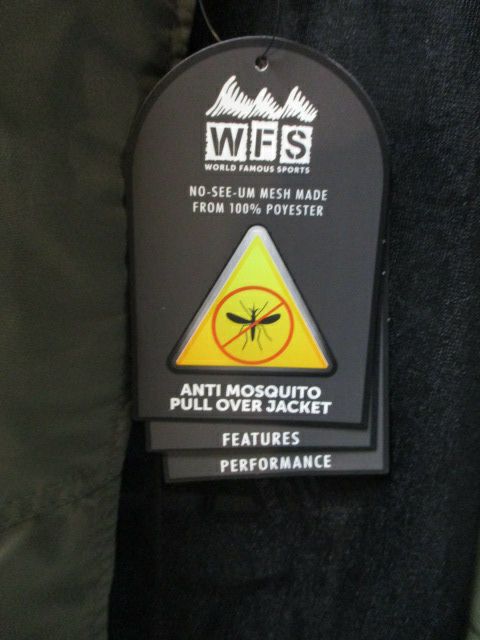 WFS
WORLD FAMOUS SPORTS
NO-SEE-UM MESH MADE
FROM 100% POYESTER
ANTI MOSQUITO
PULL OVER JACKET
FEATURES
PERFORMANCE